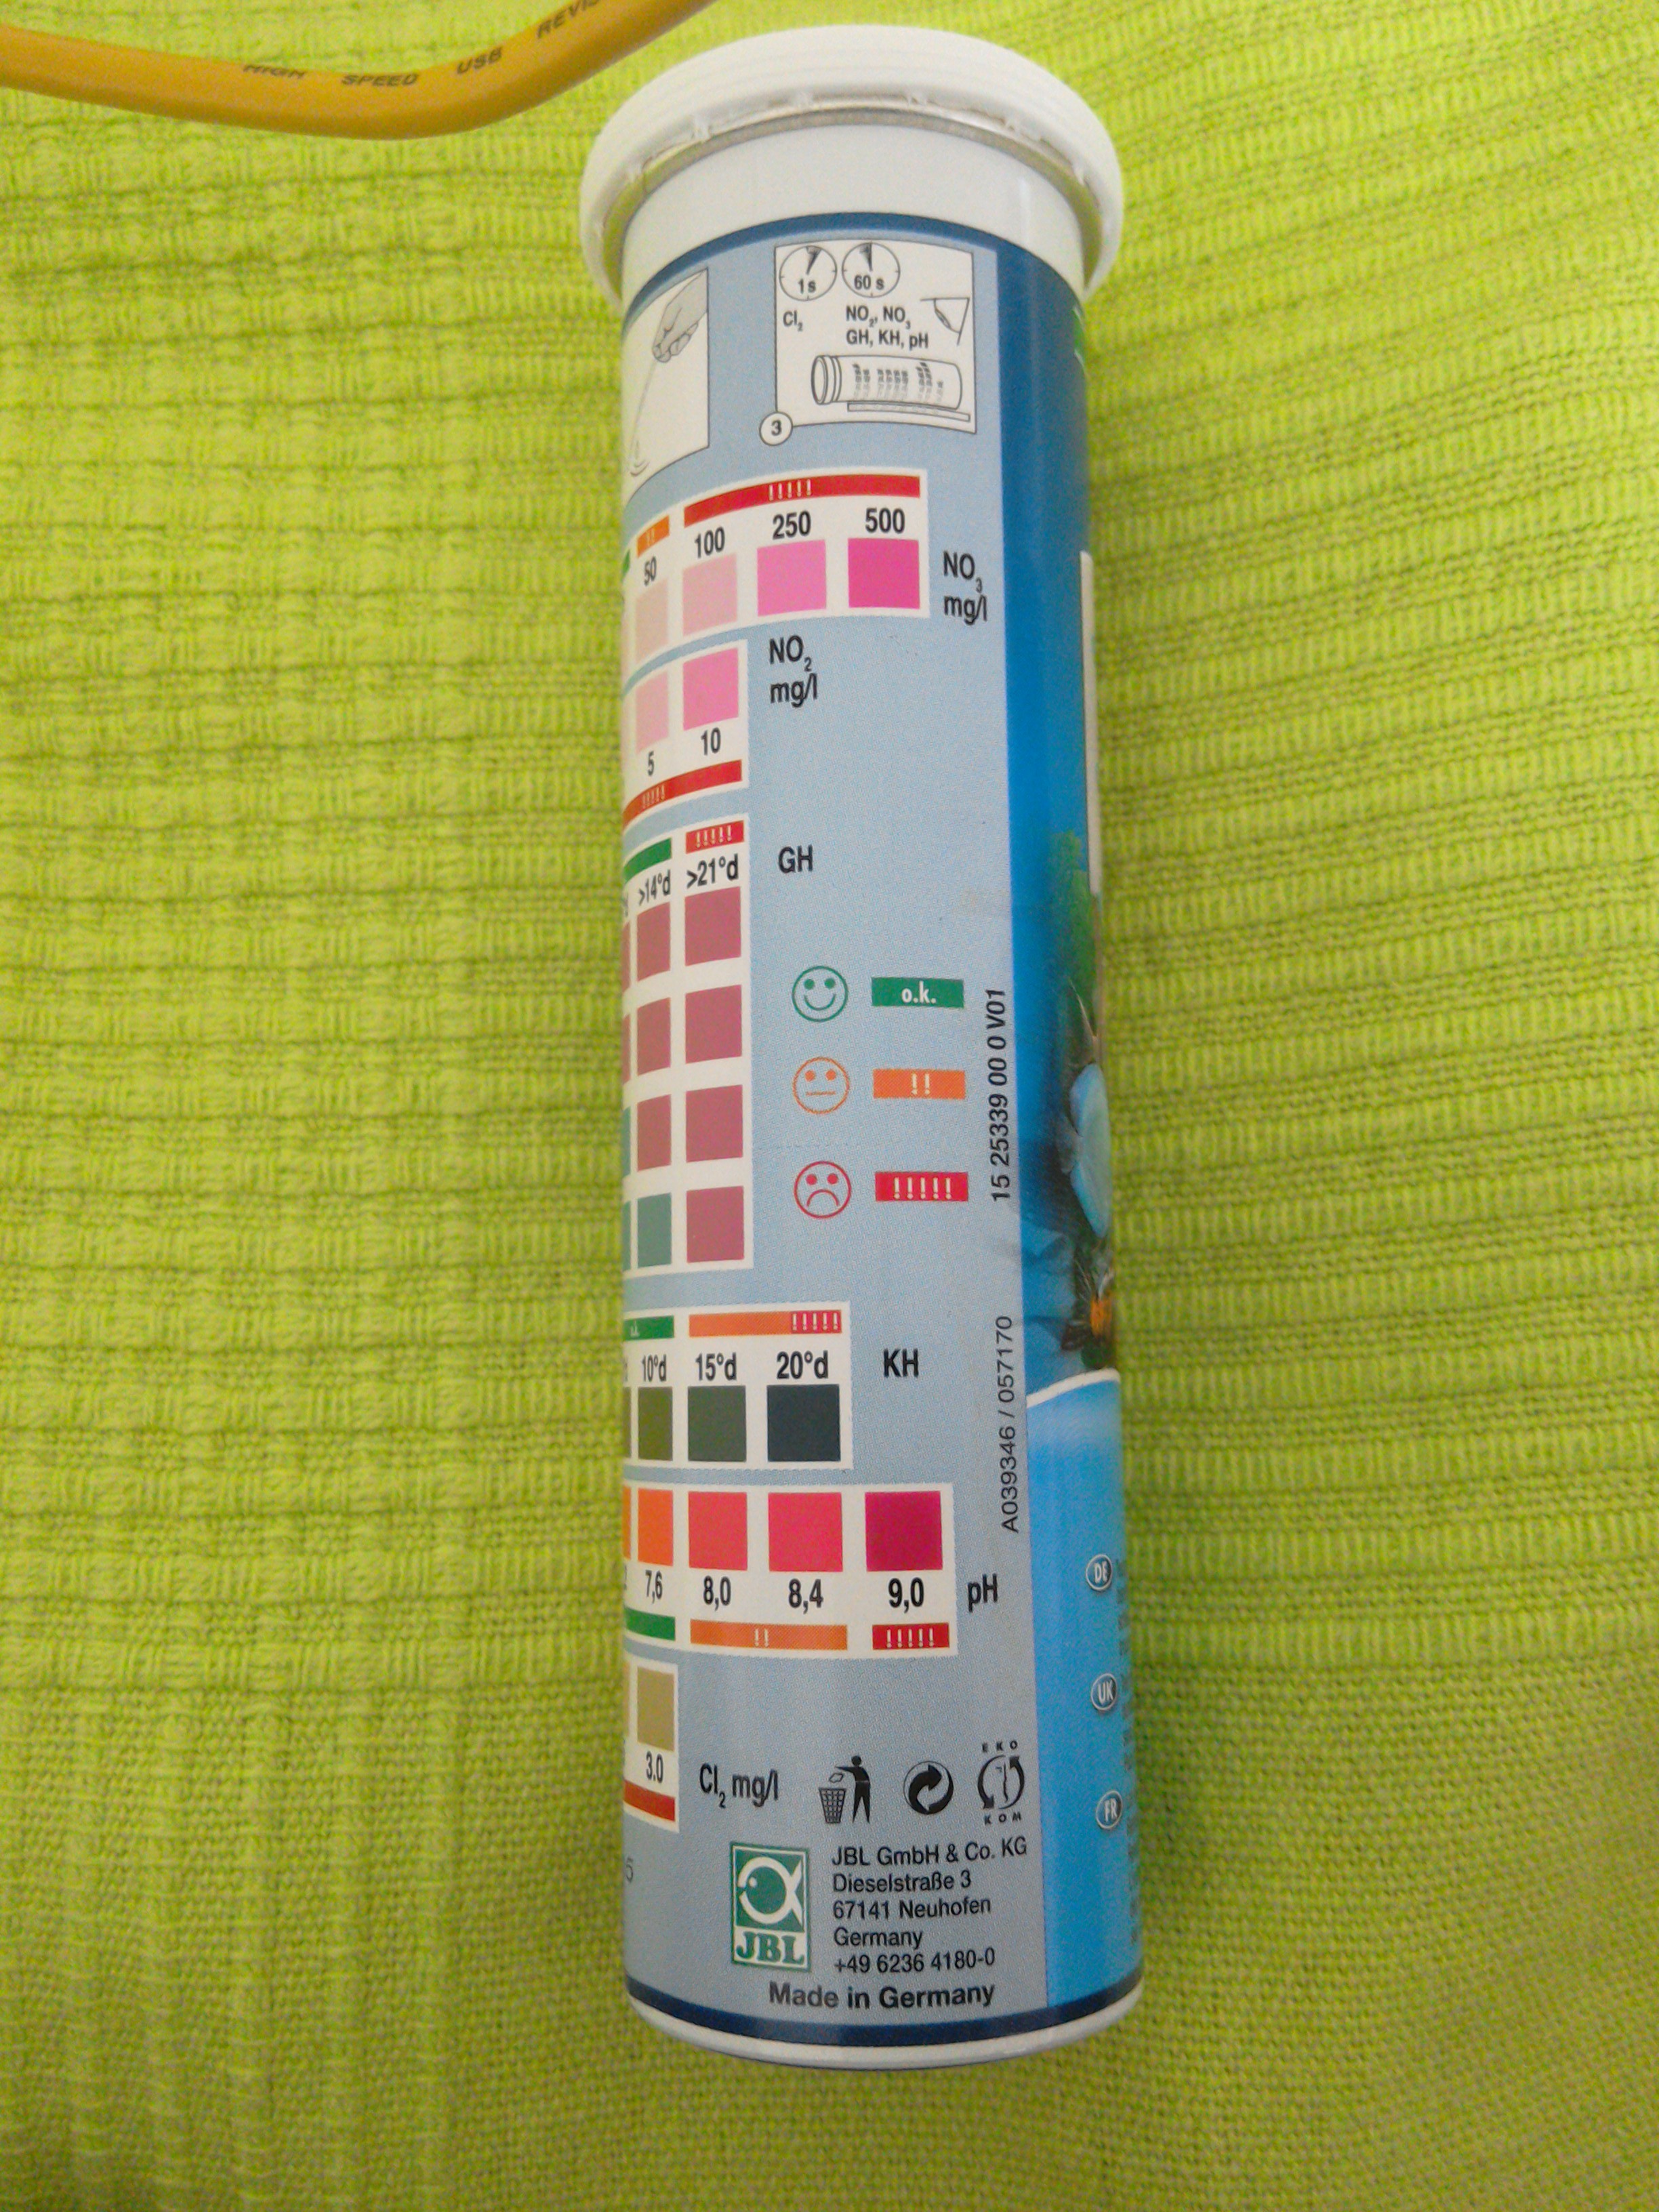 HIGH SPEED USB
1s 60 s
Cl2 NO2, NO3
GH, KH, pH
3
!! !!!!!
50 100 250 500
NO3
mg/l
NO2
mg/l
5 10
!!!!!
!!!!!
>14°d >21°d GH
o.k.
!!
!!!!!
15 25339 00 0 V01
!!!!!
10°d 15°d 20°d KH
A039346 / 057170
7,6 8,0 8,4 9,0 pH
!! !!!!!
DE
UK
FR
3.0 Cl2 mg/l
EKO
KOM
JBL
JBL GmbH & Co. KG
Dieselstraße 3
67141 Neuhofen
Germany
+49 6236 4180-0
Made in Germany